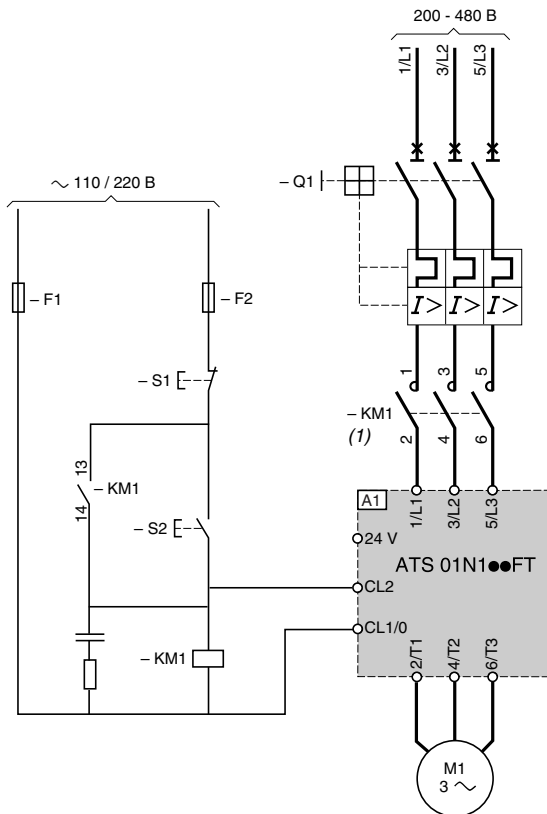 200 - 480 В
1/L1
3/L2
5/L3
– Q1
~ 110 / 220 В
I>
I>
I>
– F1
– F2
– S1
1
3
5
– KM1
(1)
2
4
6
13
14
– KM1
– S2
A1
1/L1
3/L2
5/L3
24 V
ATS 01N1●●FT
CL2
CL1/0
– KM1
2/T1
4/T2
6/T3
M1
3 ~